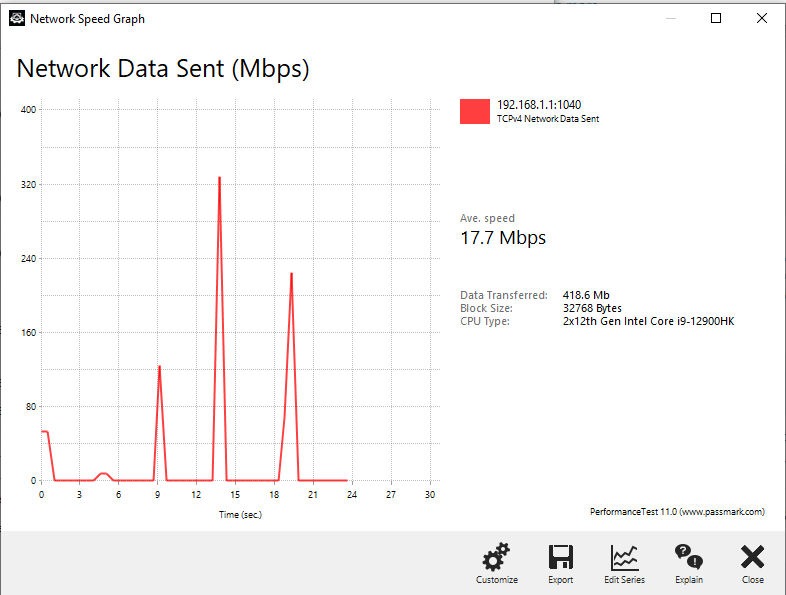 Network Speed Graph
Network Data Sent (Mbps)
400
320
240
160
80
0
0 3 6 9 12 15 18 21 24 27 30
Time (sec.)
192.168.1.1:1040
TCPv4 Network Data Sent
Ave. speed
17.7 Mbps
Data Transferred: 418.6 Mb
Block Size: 32768 Bytes
CPU Type: 2x12th Gen Intel Core i9-12900HK
PerformanceTest 11.0 (www.passmark.com)
Customize Export Edit Series Explain Close